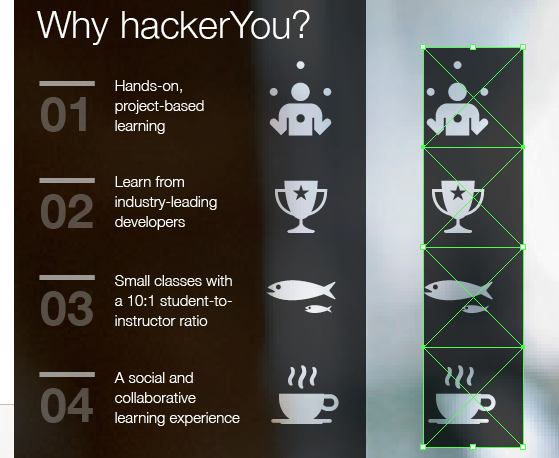 Why hackerYou?
01
Hands-on,
project-based
learning
02
Learn from
industry-leading
developers
03
Small classes with
a 10:1 student-to-
instructor ratio
04
A social and
collaborative
learning experience